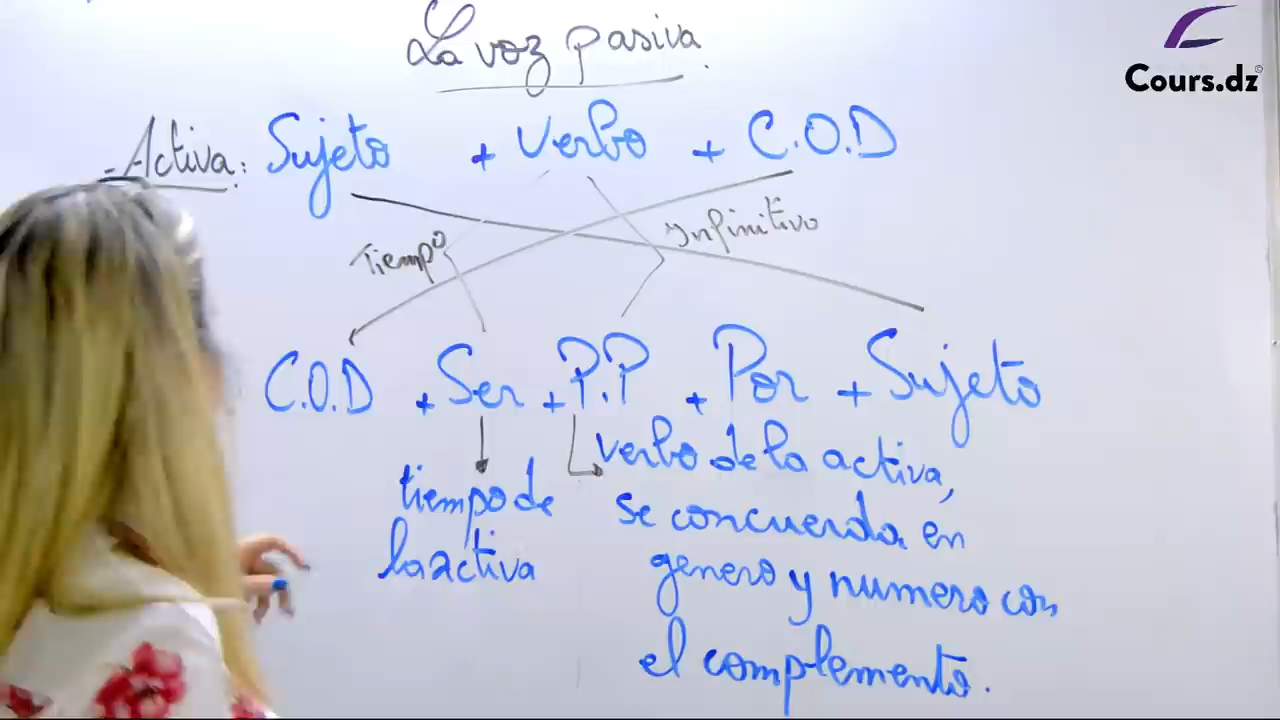 La voz pasiva.
Cours.dz
- Activa: Sujeto + Verbo + C.O.D
Tiempo Infinitivo
C.O.D + Ser + P.P + Por + Sujeto
verbo de la activa,
tiempo de
se concuerda en
la activa
genero y numero con
el complemento.